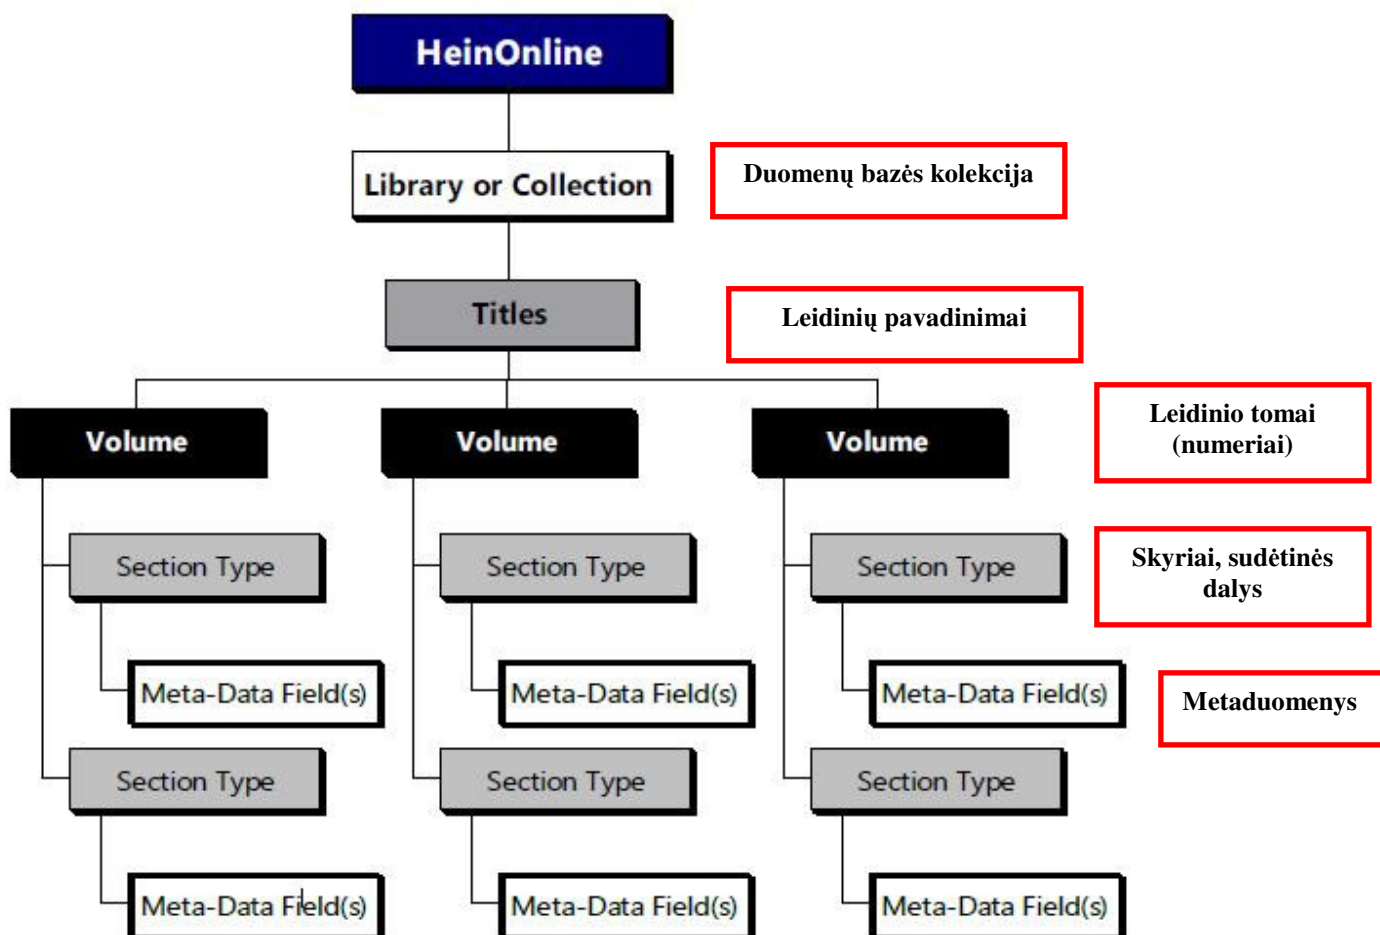 HeinOnline
Library or Collection
Duomenų bazės kolekcija
Titles
Leidinių pavadinimai
Volume
Volume
Volume
Leidinio tomai
(numeriai)
Section Type
Section Type
Section Type
Skyriai, sudėtinės
dalys
Meta-Data Field(s)
Meta-Data Field(s)
Meta-Data Field(s)
Metaduomenys
Section Type
Section Type
Section Type
Meta-Data Field(s)
Meta-Data Field(s)
Meta-Data Field(s)